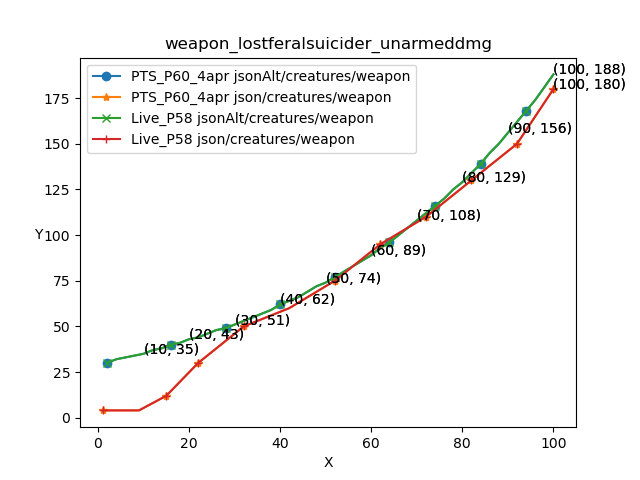 weapon_lostferalsuicider_unarmeddmg
PTS_P60_4apr jsonAlt/creatures/weapon
PTS_P60_4apr json/creatures/weapon
Live_P58 jsonAlt/creatures/weapon
Live_P58 json/creatures/weapon
(100, 188)
(100, 180)
(90, 156)
(80, 129)
(70, 108)
(60, 89)
(50, 74)
(40, 62)
(30, 51)
(20, 43)
(10, 35)
175
150
125
100
75
50
25
0
Y
0 20 40 60 80 100
X